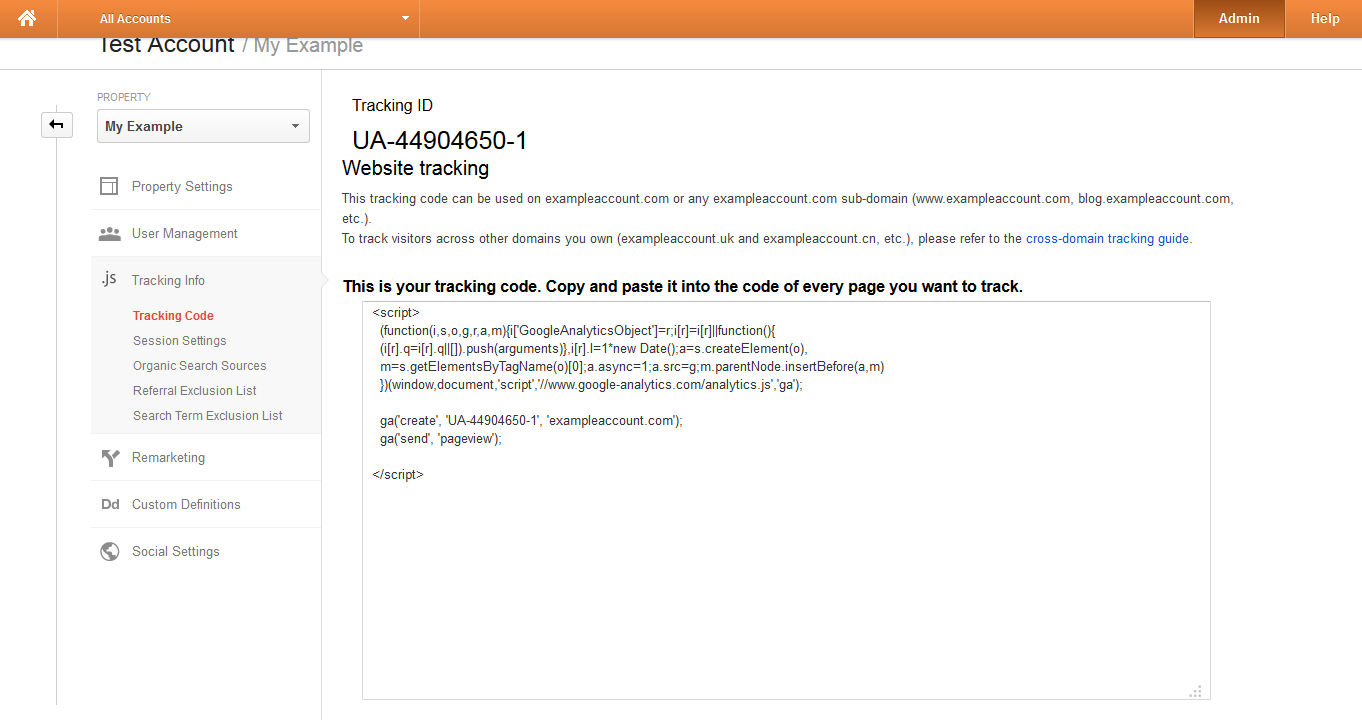 All Accounts
Admin
Help
Test Account / My Example
PROPERTY
My Example
Property Settings
User Management
.js Tracking Info
Tracking Code
Session Settings
Organic Search Sources
Referral Exclusion List
Search Term Exclusion List
Remarketing
Dd Custom Definitions
Social Settings
Tracking ID
UA-44904650-1
Website tracking
This tracking code can be used on exampleaccount.com or any exampleaccount.com sub-domain (www.exampleaccount.com, blog.exampleaccount.com,
etc.).
To track visitors across other domains you own (exampleaccount.uk and exampleaccount.cn, etc.), please refer to the cross-domain tracking guide.
This is your tracking code. Copy and paste it into the code of every page you want to track.
<script>
(function(i,s,o,g,r,a,m){i['GoogleAnalyticsObject']=r;i[r]=i[r]||function(){
(i[r].q=i[r].q||[]).push(arguments)},i[r].l=1*new Date();a=s.createElement(o),
m=s.getElementsByTagName(o)[0];a.async=1;a.src=g;m.parentNode.insertBefore(a,m)
})(window,document,'script','//www.google-analytics.com/analytics.js','ga');
ga('create', 'UA-44904650-1', 'exampleaccount.com');
ga('send', 'pageview');
</script>